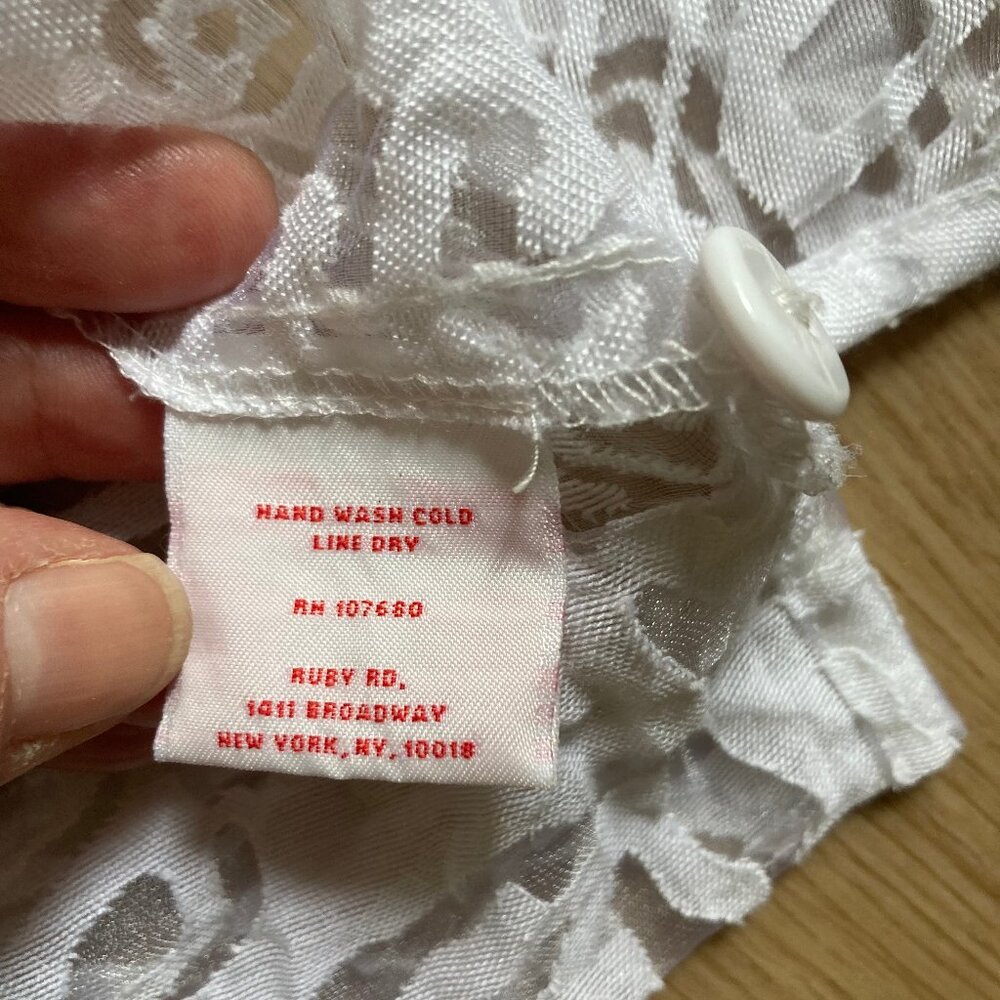 HAND WASH COLD
LINE DRY
RN 107680
RUBY RD.
1411 BROADWAY
NEW YORK, NY, 10018